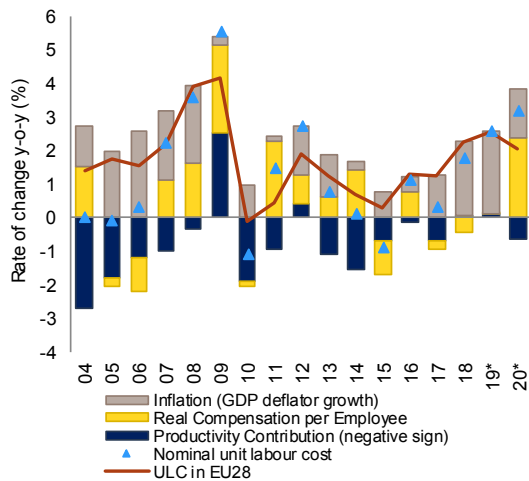 Rate of change y-o-y (%)
6
5
4
3
2
1
0
-1
-2
-3
-4
04 05 06 07 08 09 10 11 12 13 14 15 16 17 18 19* 20*
Inflation (GDP deflator growth)
Real Compensation per Employee
Productivity Contribution (negative sign)
Nominal unit labour cost
ULC in EU28